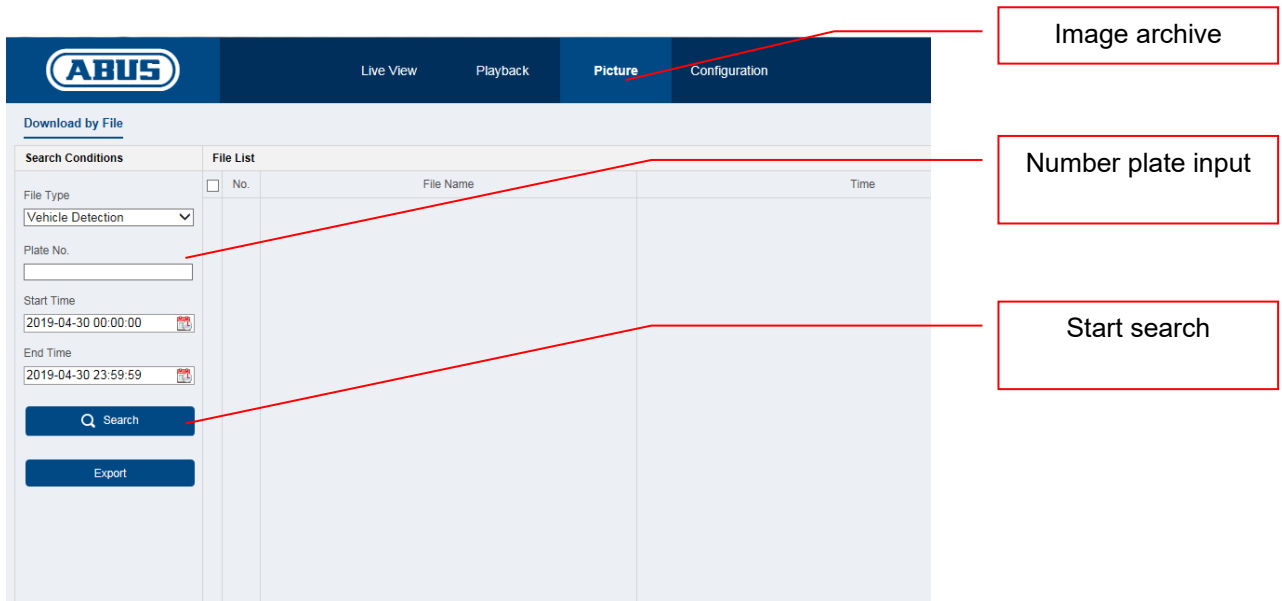 Image archive
ABUS
Live View Playback Picture Configuration
Download by File
Number plate input
Search Conditions File List
No. File Name Time
File Type
Vehicle Detection
Plate No.
Start Time
Start search
2019-04-30 00:00:00
End Time
2019-04-30 23:59:59
Search
Export